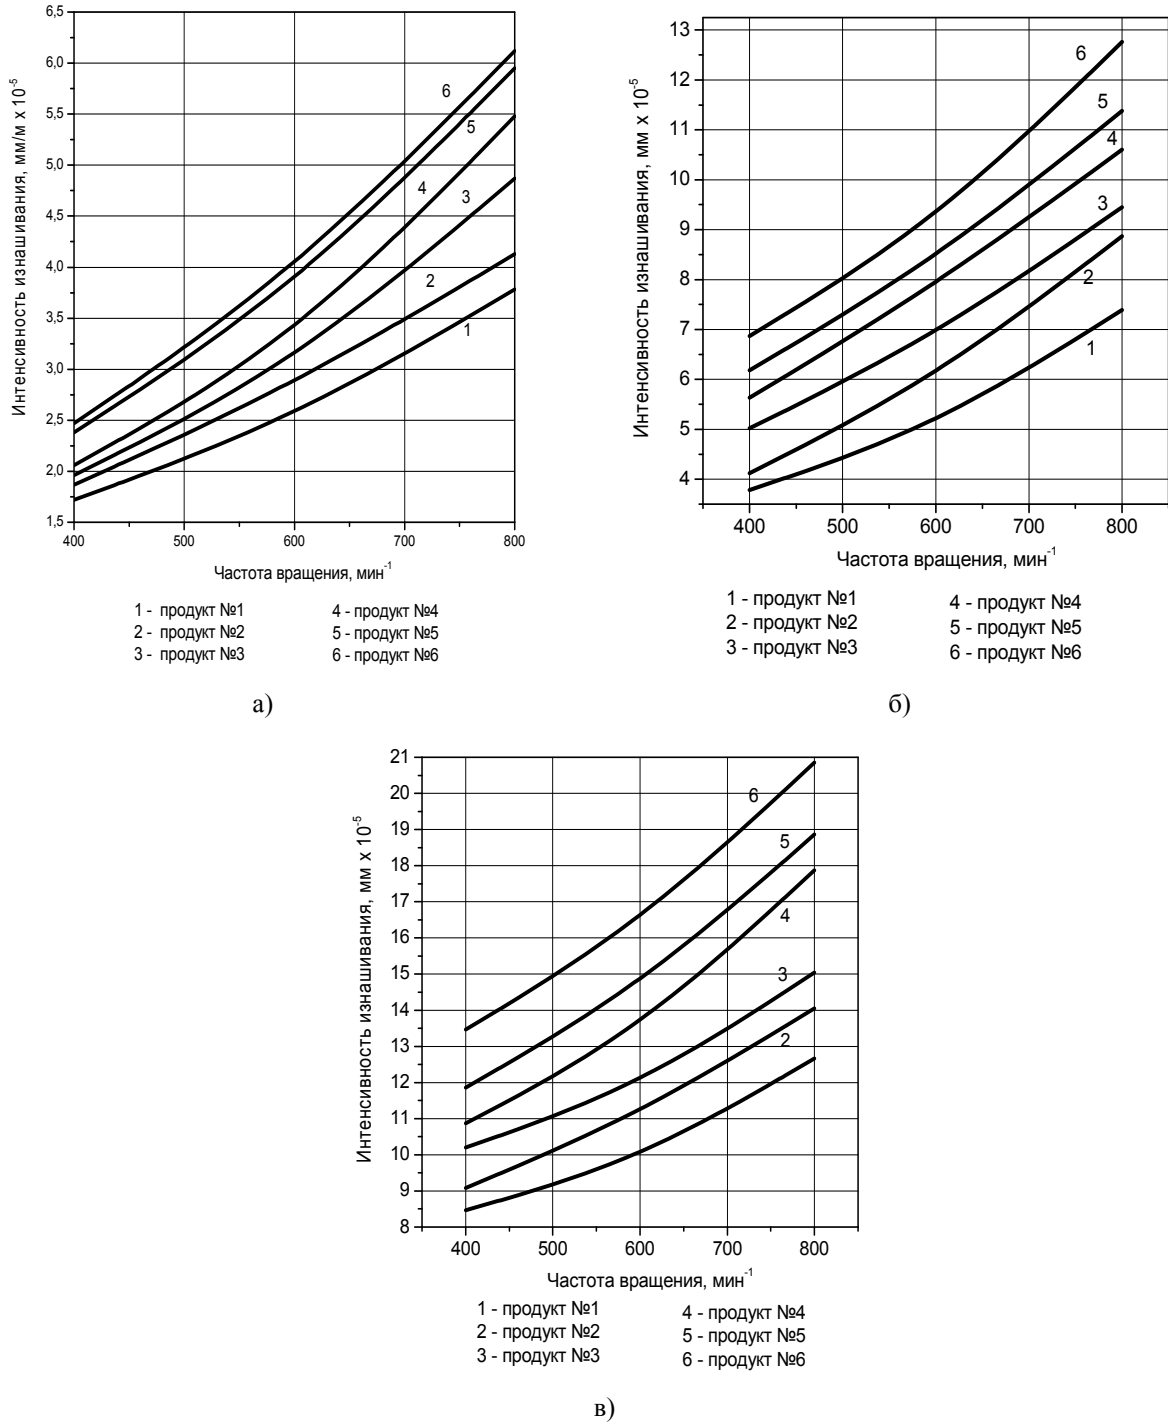 Интенсивность изнашивания, мм/м х 10⁻⁵
6,5
6,0
5,5
5,0
4,5
4,0
3,5
3,0
2,5
2,0
1,5
6
5
4
3
2
1
400 500 600 700 800
Частота вращения, мин⁻¹
1 - продукт №1 4 - продукт №4
2 - продукт №2 5 - продукт №5
3 - продукт №3 6 - продукт №6
а)
Интенсивность изнашивания, мм х 10⁻⁵
13
12
11
10
9
8
7
6
5
4
6
5
4
3
2
1
400 500 600 700 800
Частота вращения, мин⁻¹
1 - продукт №1 4 - продукт №4
2 - продукт №2 5 - продукт №5
3 - продукт №3 6 - продукт №6
б)
Интенсивность изнашивания, мм х 10⁻⁵
21
20
19
18
17
16
15
14
13
12
11
10
9
8
6
5
4
3
2
400 500 600 700 800
Частота вращения, мин⁻¹
1 - продукт №1 4 - продукт №4
2 - продукт №2 5 - продукт №5
3 - продукт №3 6 - продукт №6
в)